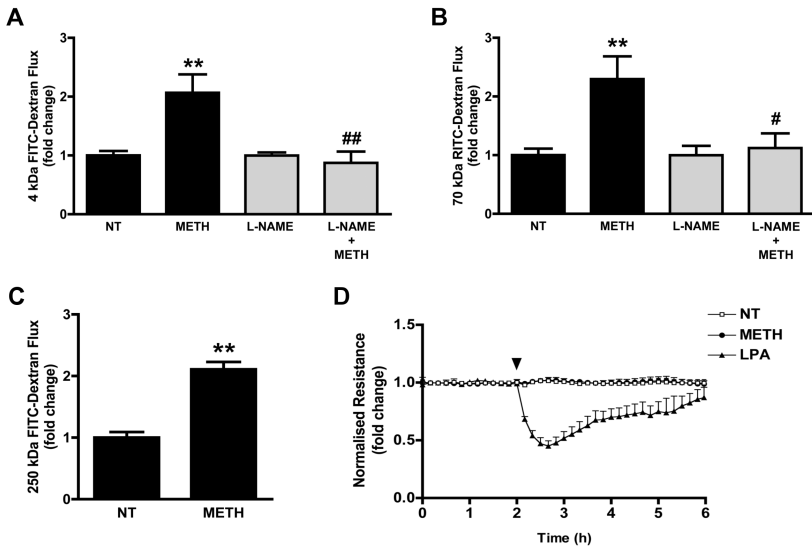 A
4 kDa FITC-Dextran Flux
(fold change)
3
2
1
0
**
##
NT
METH
L-NAME
L-NAME
+
METH
B
70 kDa RITC-Dextran Flux
(fold change)
3
2
1
0
**
#
NT
METH
L-NAME
L-NAME
+
METH
C
250 kDa FITC-Dextran Flux
(fold change)
3
2
1
0
**
NT
METH
D
NT
METH
LPA
Normalised Resistance
(fold change)
1.5
1.0
0.5
0.0
0
1
2
3
4
5
6
Time (h)